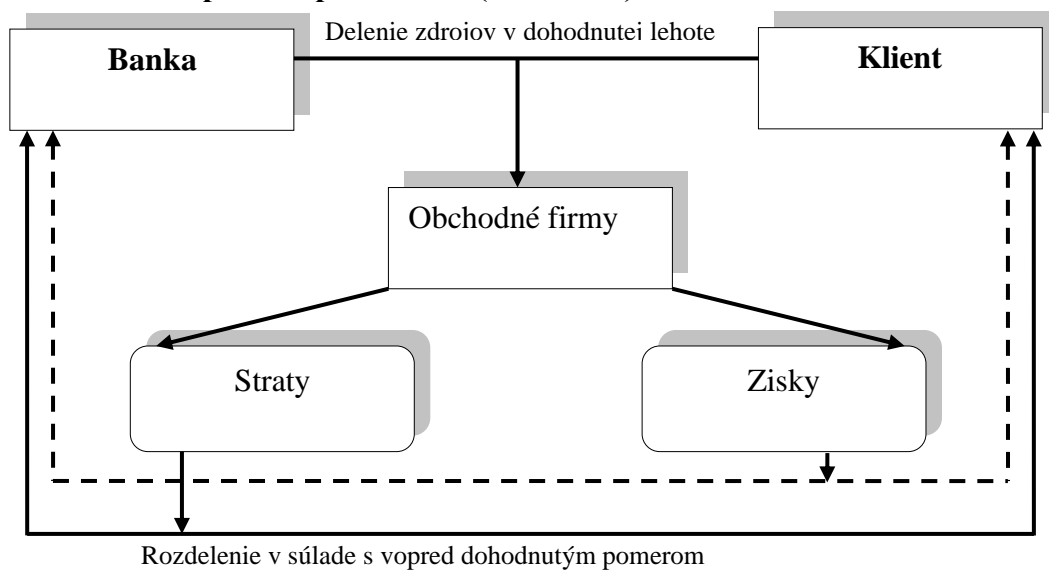 Delenie zdrojov v dohodnutej lehote
Banka
Klient
Obchodné firmy
Straty
Zisky
Rozdelenie v súlade s vopred dohodnutým pomerom